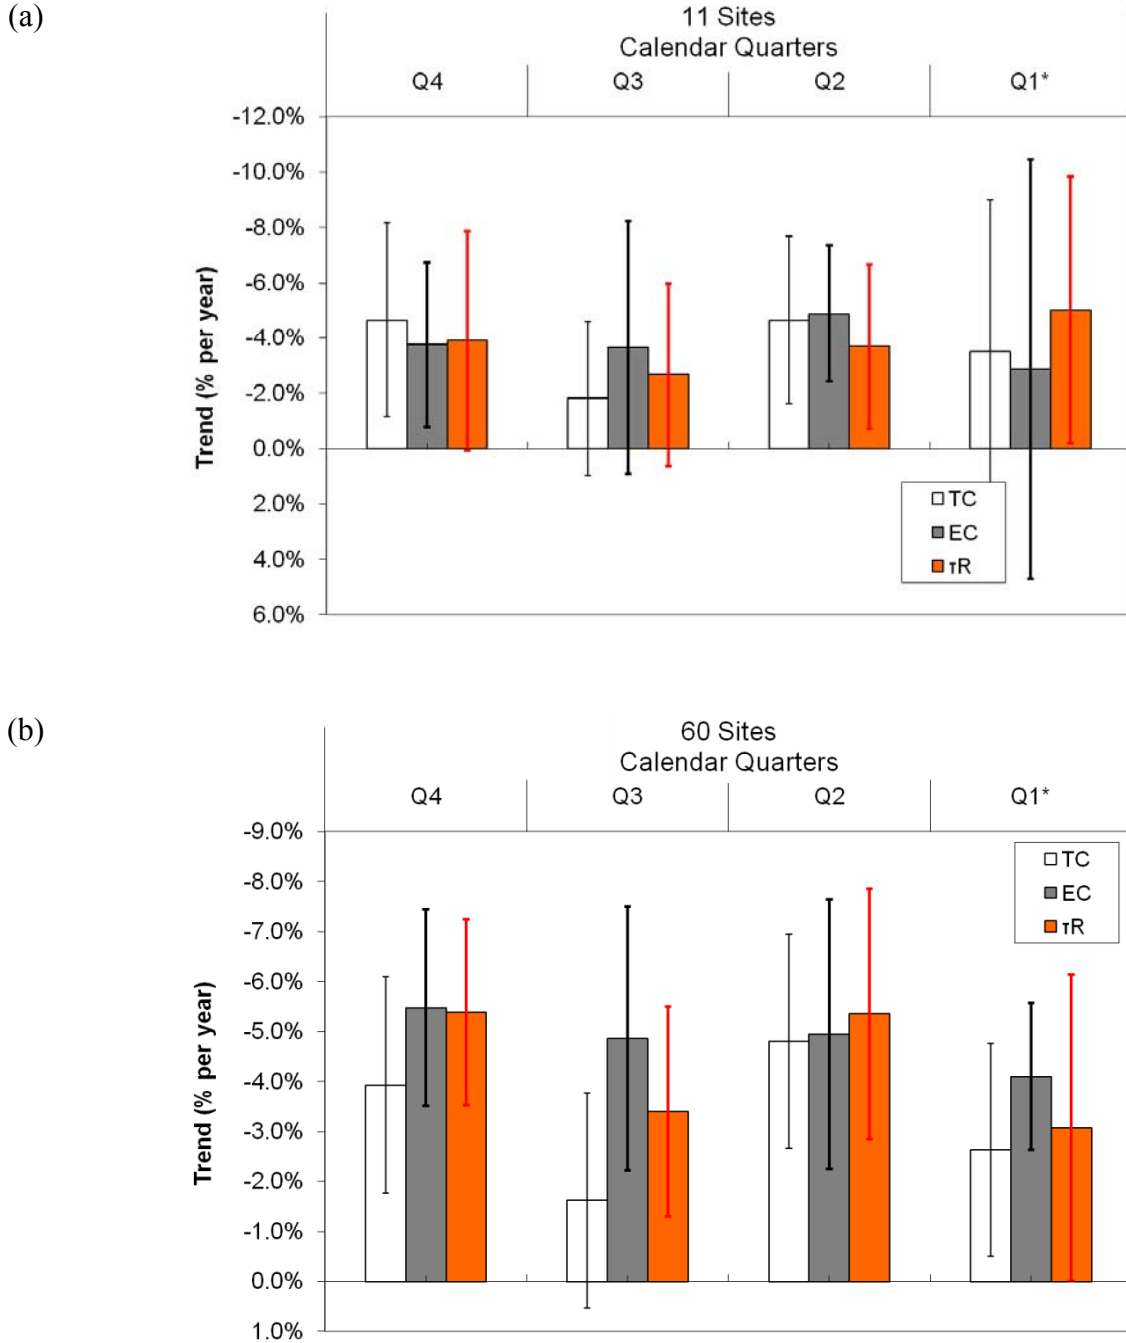 (a)
11 Sites
Calendar Quarters
Q4 Q3 Q2 Q1*
-12.0%
-10.0%
-8.0%
-6.0%
-4.0%
-2.0%
0.0%
2.0%
4.0%
6.0%
Trend (% per year)
TC
EC
τR
(b)
60 Sites
Calendar Quarters
Q4 Q3 Q2 Q1*
-9.0%
-8.0%
-7.0%
-6.0%
-5.0%
-4.0%
-3.0%
-2.0%
-1.0%
0.0%
1.0%
Trend (% per year)
TC
EC
τR